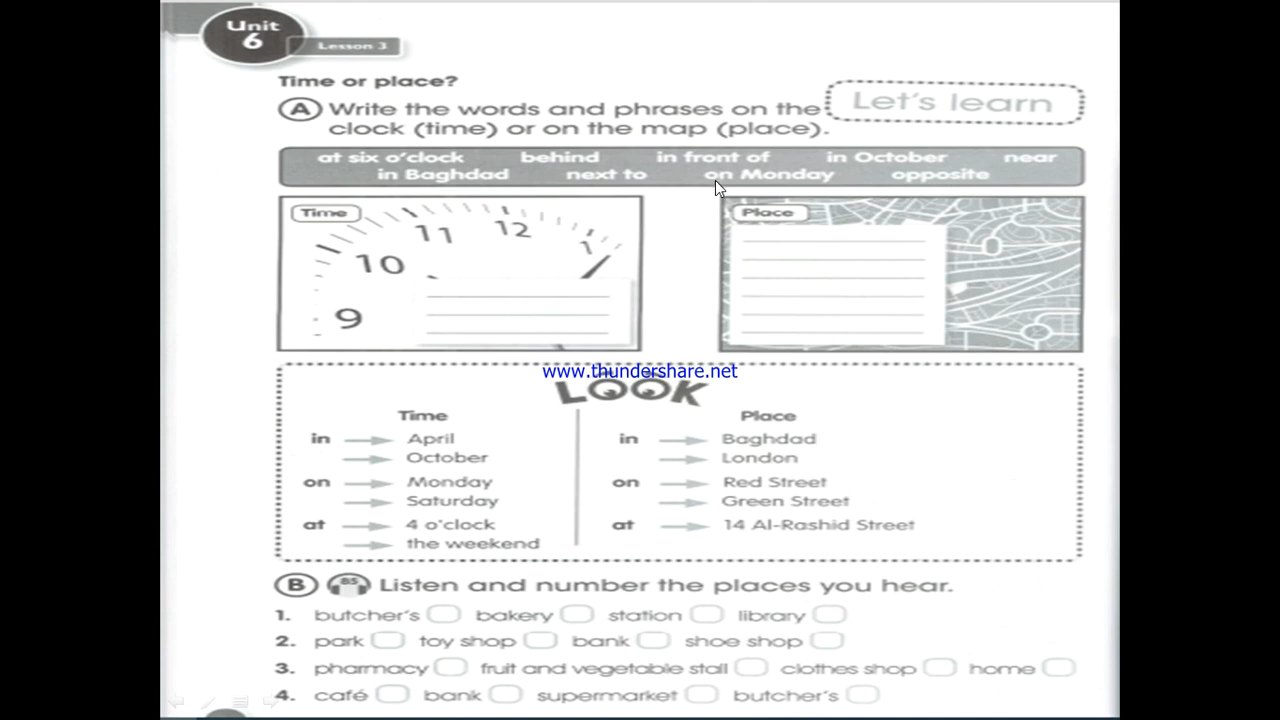 Unit
6
Lesson 3
Time or place?
Let's learn
A Write the words and phrases on the
clock (time) or on the map (place).
at six o'clock behind in front of in October near
in Baghdad next to on Monday opposite
Time
11 12 1
10
9
Place
www.thundershare.net
LOOK
Time Place
in April in Baghdad
October London
on Monday on Red Street
Saturday Green Street
at 4 o'clock at 14 Al-Rashid Street
the weekend
B 85 Listen and number the places you hear.
1. butcher's bakery station library
2. park toy shop bank shoe shop
3. pharmacy fruit and vegetable stall clothes shop home
4. café bank supermarket butcher's